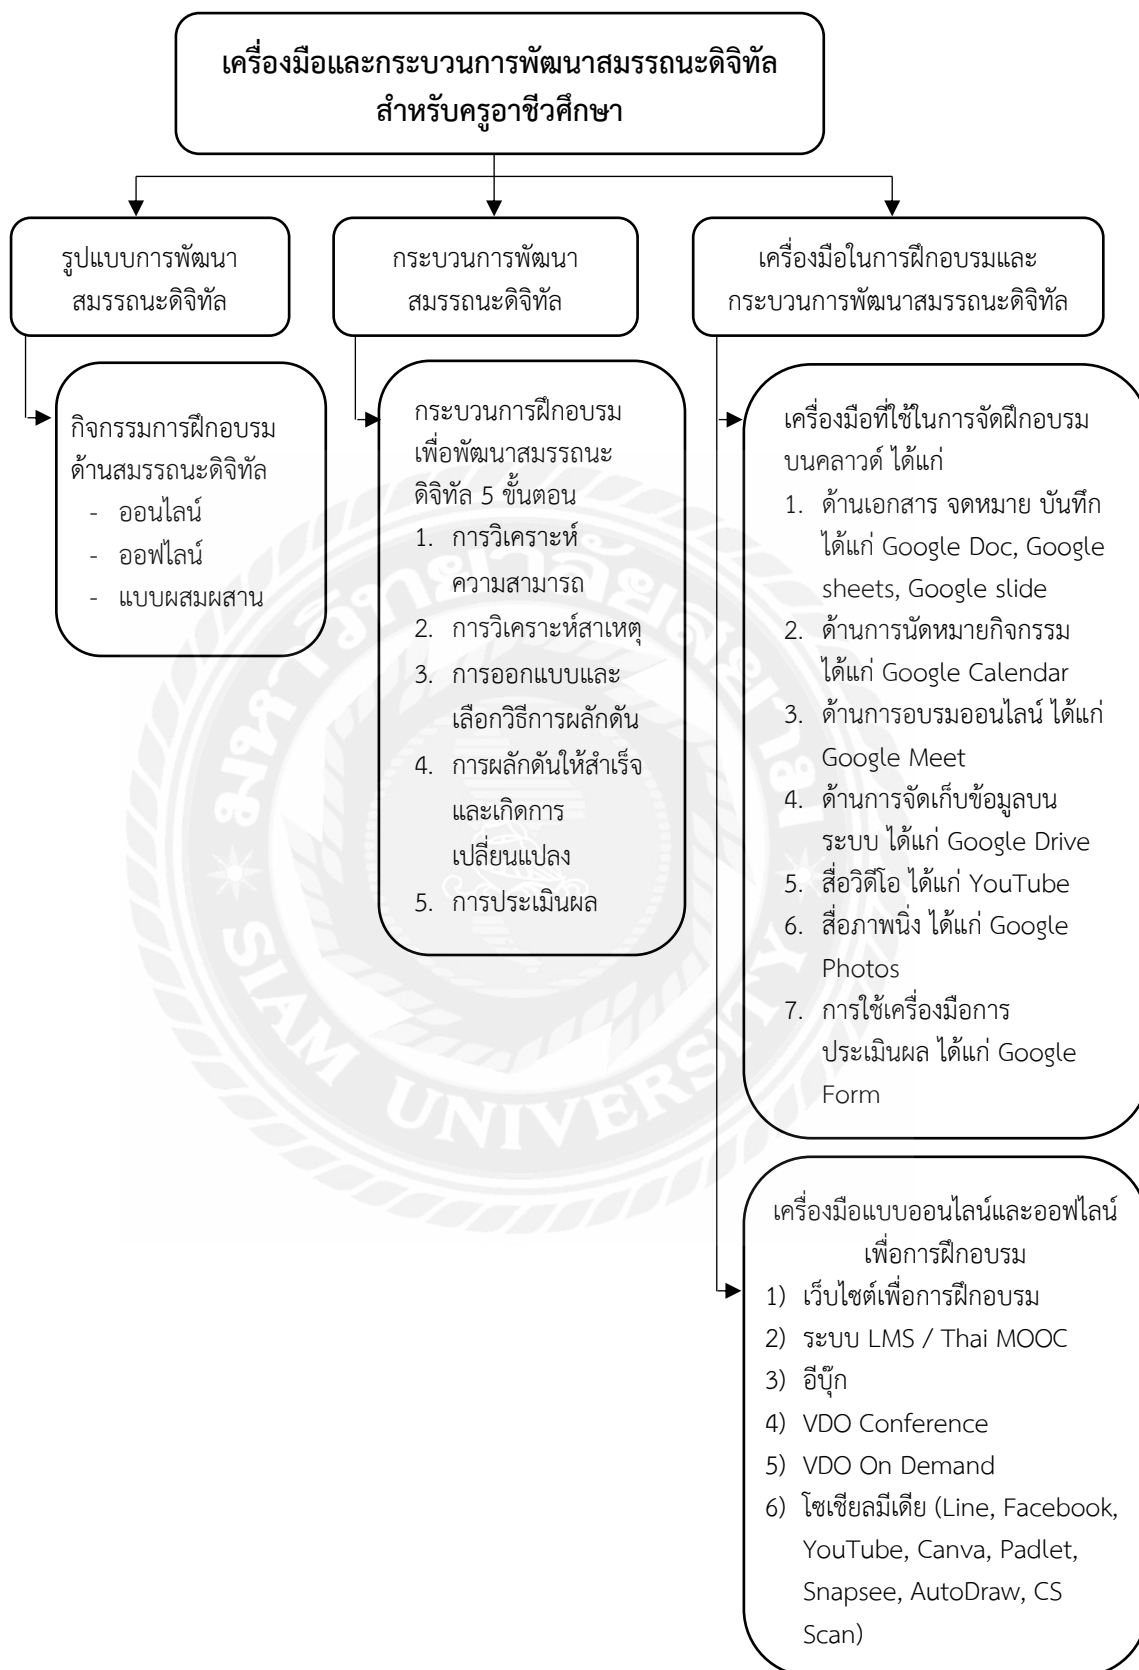 เครื่องมือและกระบวนการพัฒนาสมรรถนะดิจิทัล
สำหรับครูอาชีวศึกษา
รูปแบบการพัฒนา
สมรรถนะดิจิทัล
กิจกรรมการฝึกอบรม
ด้านสมรรถนะดิจิทัล
- ออนไลน์
- ออฟไลน์
- แบบผสมผสาน
กระบวนการพัฒนา
สมรรถนะดิจิทัล
กระบวนการฝึกอบรม
เพื่อพัฒนาสมรรถนะ
ดิจิทัล 5 ขั้นตอน
1. การวิเคราะห์
ความสามารถ
2. การวิเคราะห์สาเหตุ
3. การออกแบบและ
เลือกวิธีการผลักดัน
4. การผลักดันให้สำเร็จ
และเกิดการ
เปลี่ยนแปลง
5. การประเมินผล
เครื่องมือในการฝึกอบรมและ
กระบวนการพัฒนาสมรรถนะดิจิทัล
เครื่องมือที่ใช้ในการจัดฝึกอบรม
บนคลาวด์ ได้แก่
1. ด้านเอกสาร จดหมาย บันทึก
ได้แก่ Google Doc, Google
sheets, Google slide
2. ด้านการนัดหมายกิจกรรม
ได้แก่ Google Calendar
3. ด้านการอบรมออนไลน์ ได้แก่
Google Meet
4. ด้านการจัดเก็บข้อมูลบน
ระบบ ได้แก่ Google Drive
5. สื่อวิดีโอ ได้แก่ YouTube
6. สื่อภาพนิ่ง ได้แก่ Google
Photos
7. การใช้เครื่องมือการ
ประเมินผล ได้แก่ Google
Form
เครื่องมือแบบออนไลน์และออฟไลน์
เพื่อการฝึกอบรม
1) เว็บไซต์เพื่อการฝึกอบรม
2) ระบบ LMS / Thai MOOC
3) อีบุ๊ก
4) VDO Conference
5) VDO On Demand
6) โซเชียลมีเดีย (Line, Facebook,
YouTube, Canva, Padlet,
Snapsee, AutoDraw, CS
Scan)
มหาวิทยาลัยสยาม
SIAM UNIVERSITY